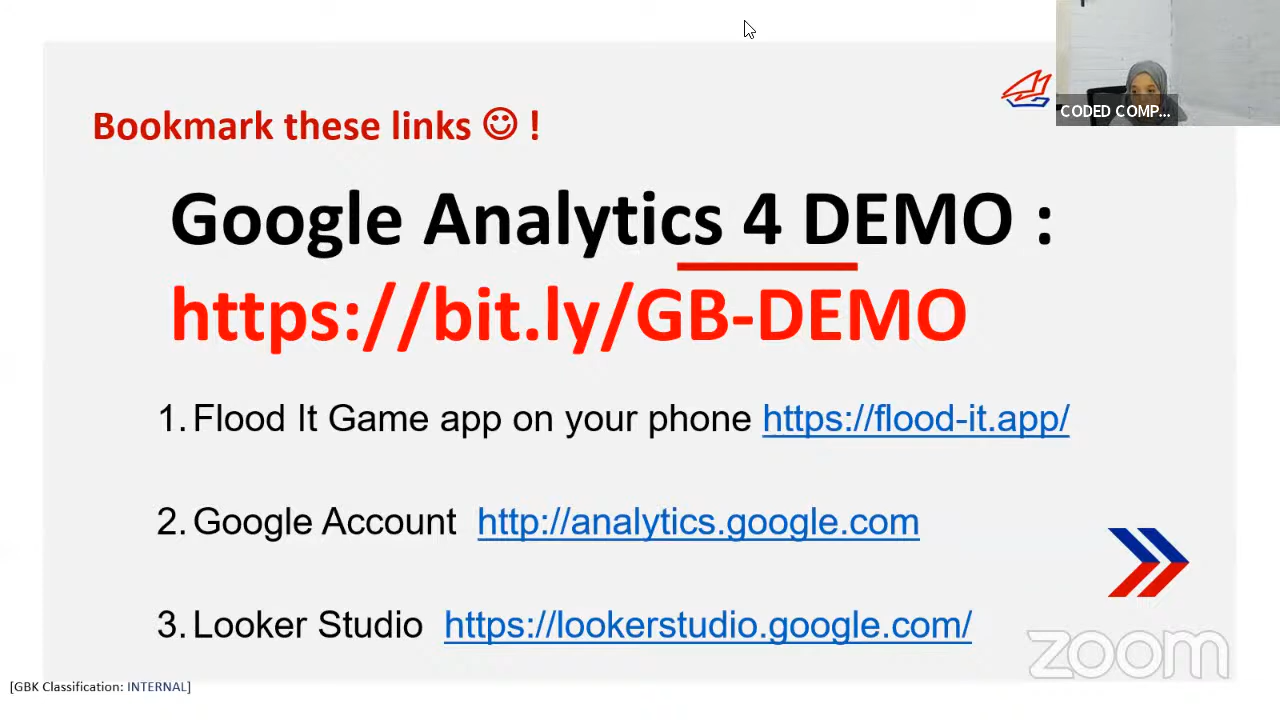 CODED COMP...
Bookmark these links ☺ !
Google Analytics 4 DEMO :
https://bit.ly/GB-DEMO
1. Flood It Game app on your phone https://flood-it.app/
2. Google Account http://analytics.google.com
3. Looker Studio https://lookerstudio.google.com/
zoom
[GBK Classification: INTERNAL]